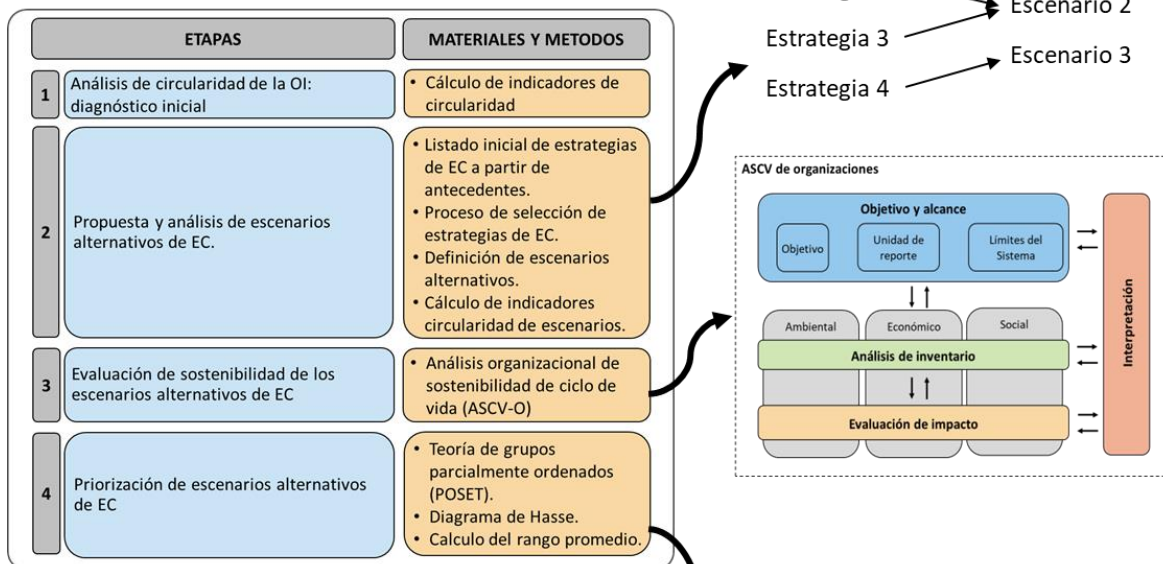 ETAPAS
MATERIALES Y METODOS
1
Análisis de circularidad de la OI:
diagnóstico inicial
• Cálculo de indicadores de
circularidad
2
Propuesta y análisis de escenarios
alternativos de EC.
• Listado inicial de estrategias
de EC a partir de
antecedentes.
• Proceso de selección de
estrategias de EC.
• Definición de escenarios
alternativos.
• Cálculo de indicadores
circularidad de escenarios.
3
Evaluación de sostenibilidad de los
escenarios alternativos de EC
• Análisis organizacional de
sostenibilidad de ciclo de
vida (ASCV-O)
4
Priorización de escenarios alternativos
de EC
• Teoría de grupos
parcialmente ordenados
(POSET).
• Diagrama de Hasse.
• Calculo del rango promedio.
Escenario 2
Estrategia 3
Escenario 3
Estrategia 4
ASCV de organizaciones
Objetivo y alcance
Objetivo
Unidad de
reporte
Límites del
Sistema
Ambiental
Económico
Social
Análisis de inventario
Evaluación de impacto
Interpretación